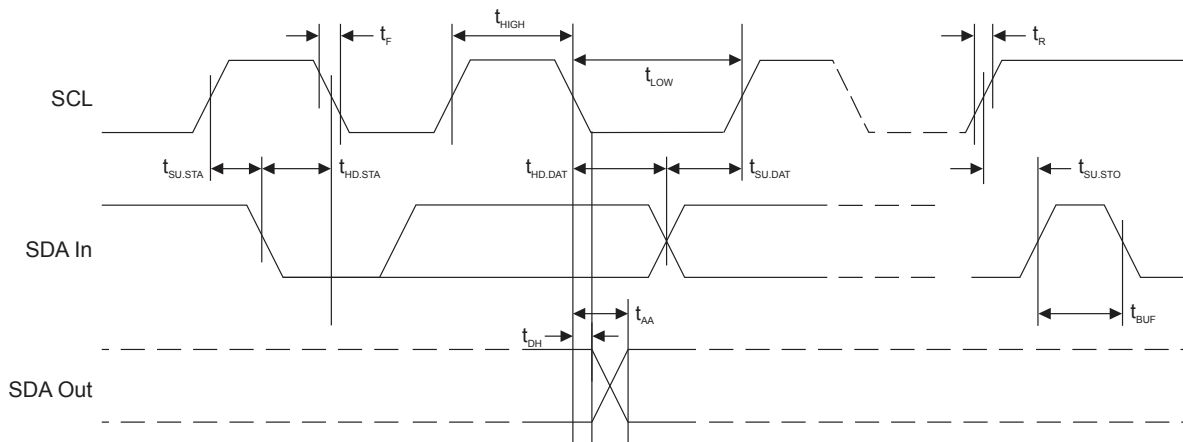 tHIGH
tF
tR
SCL
tLOW
tSU.STA
tHD.STA
tHD.DAT
tSU.DAT
tSU.STO
SDA In
tAA
tBUF
tDH
SDA Out